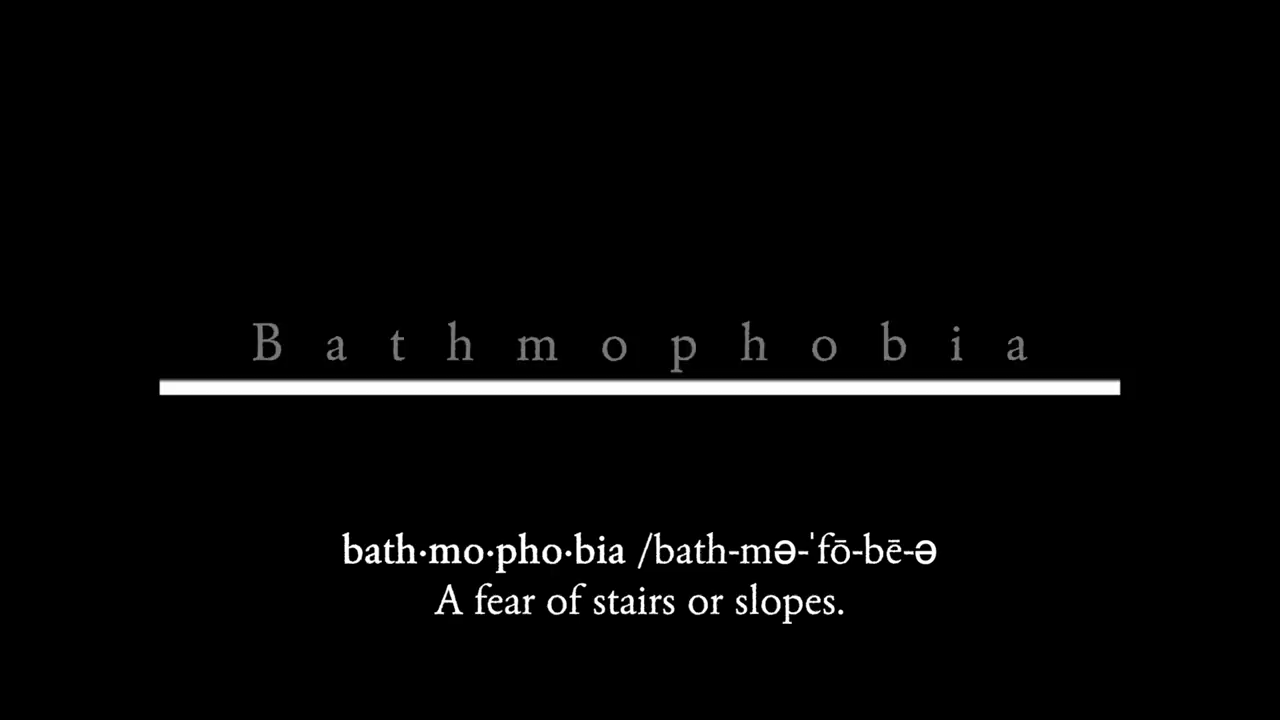 Bathmophobia
bath·mo·pho·bia /bath-mə-ˈfō-bē-ə
A fear of stairs or slopes.